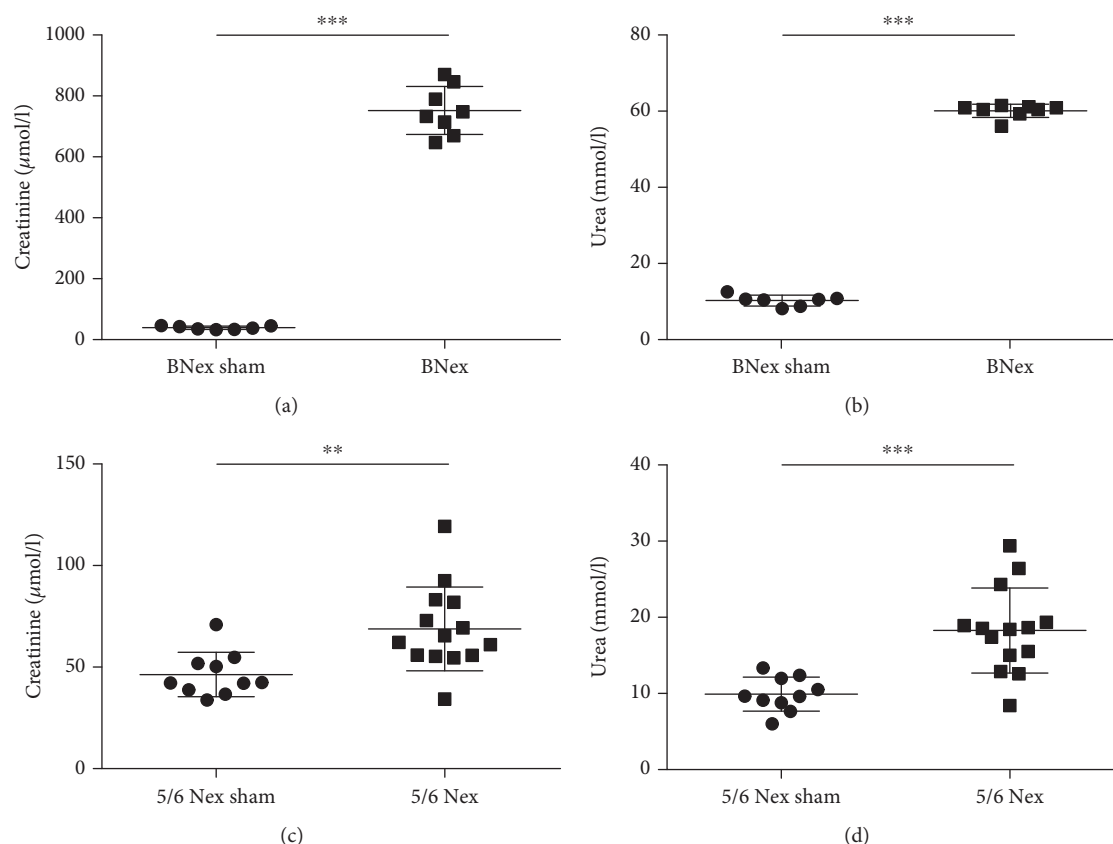 ***
1000
800
600
400
200
0
Creatinine (µmol/l)
BNex sham BNex
(a)
***
80
60
40
20
0
Urea (mmol/l)
BNex sham BNex
(b)
**
150
100
50
0
Creatinine (µmol/l)
5/6 Nex sham 5/6 Nex
(c)
***
40
30
20
10
0
Urea (mmol/l)
5/6 Nex sham 5/6 Nex
(d)